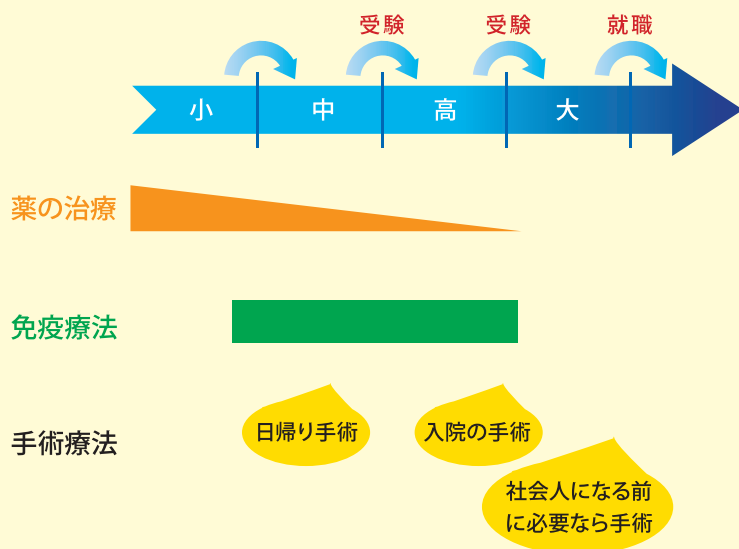 受験
受験
就職
小
中
高
大
薬の治療
免疫療法
手術療法
日帰り手術
入院の手術
社会人になる前
に必要なら手術